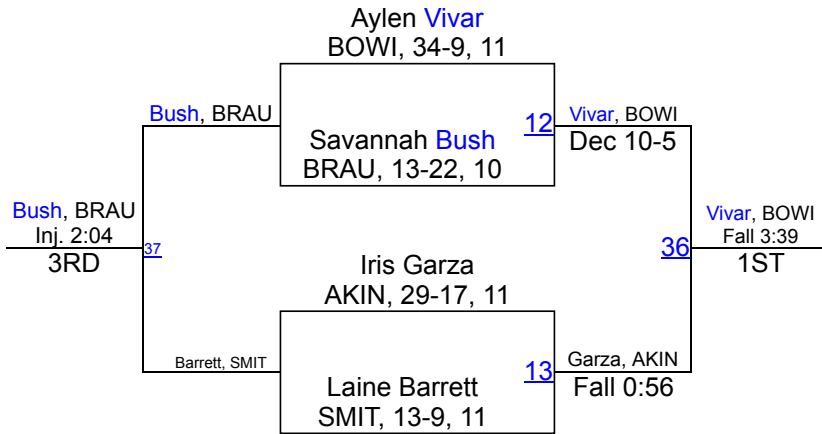 Aylen Vivar
BOWI, 34-9, 11
Bush, BRAU
12
Vivar, BOWI
Dec 10-5
Savannah Bush
BRAU, 13-22, 10
Bush, BRAU
Inj. 2:04
3RD
37
36
Vivar, BOWI
Fall 3:39
1ST
Iris Garza
AKIN, 29-17, 11
Barrett, SMIT
13
Garza, AKIN
Fall 0:56
Laine Barrett
SMIT, 13-9, 11